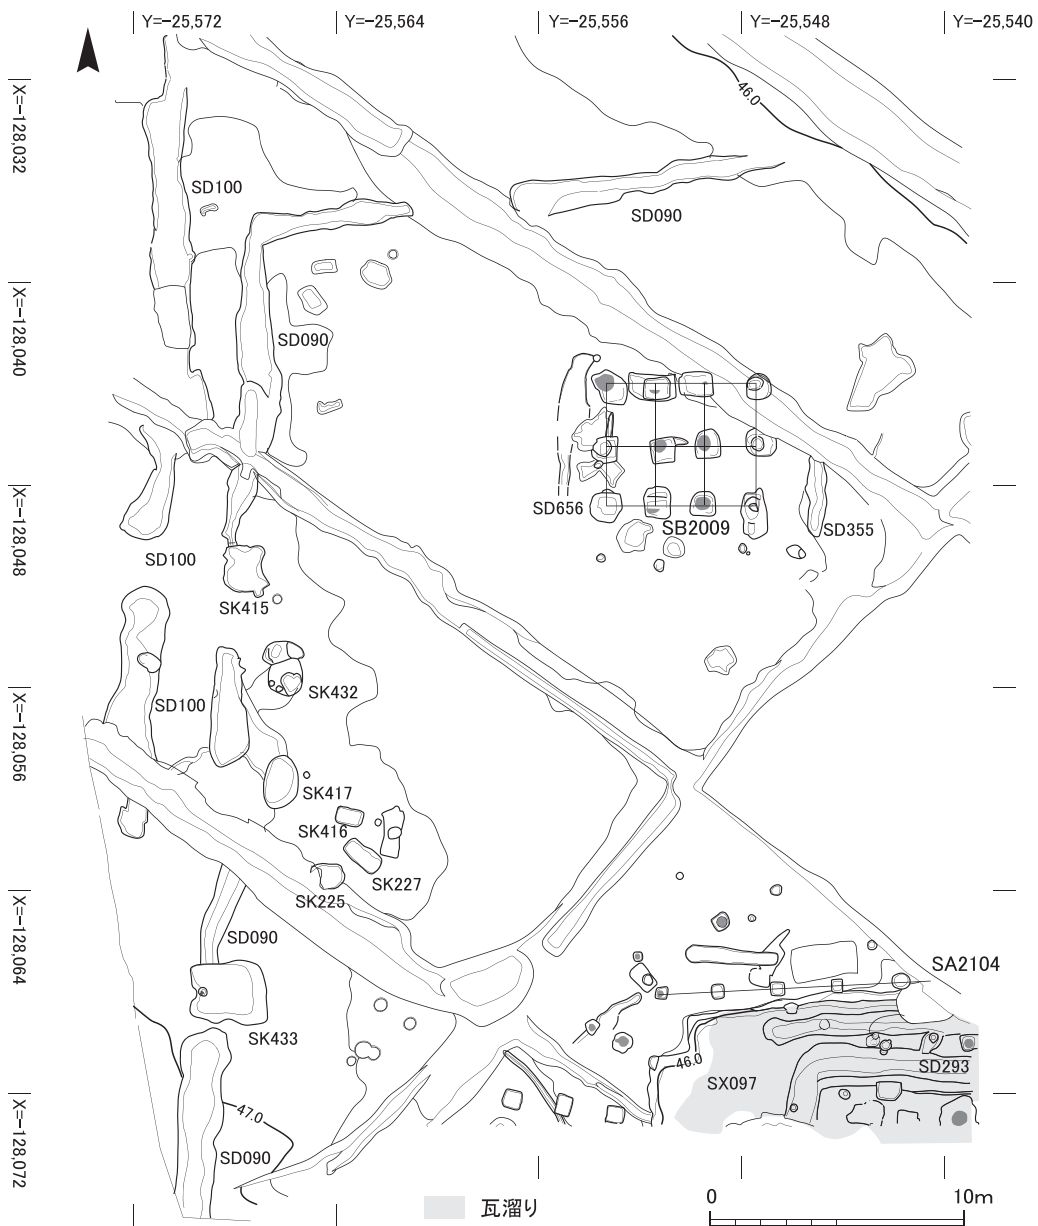 Y=-25,572
Y=-25,564
Y=-25,556
Y=-25,548
Y=-25,540
X=-128,032
46.0
SD100
SD090
X=-128,040
SD090
X=-128,048
SD656
SB2009
SD355
SD100
SK415
X=-128,056
SK432
SD100
SK417
SK416
SK227
SK225
X=-128,064
SD090
SA2104
SK433
46.0
SX097
SD293
X=-128,072
47.0
SD090
瓦溜り
0 10m